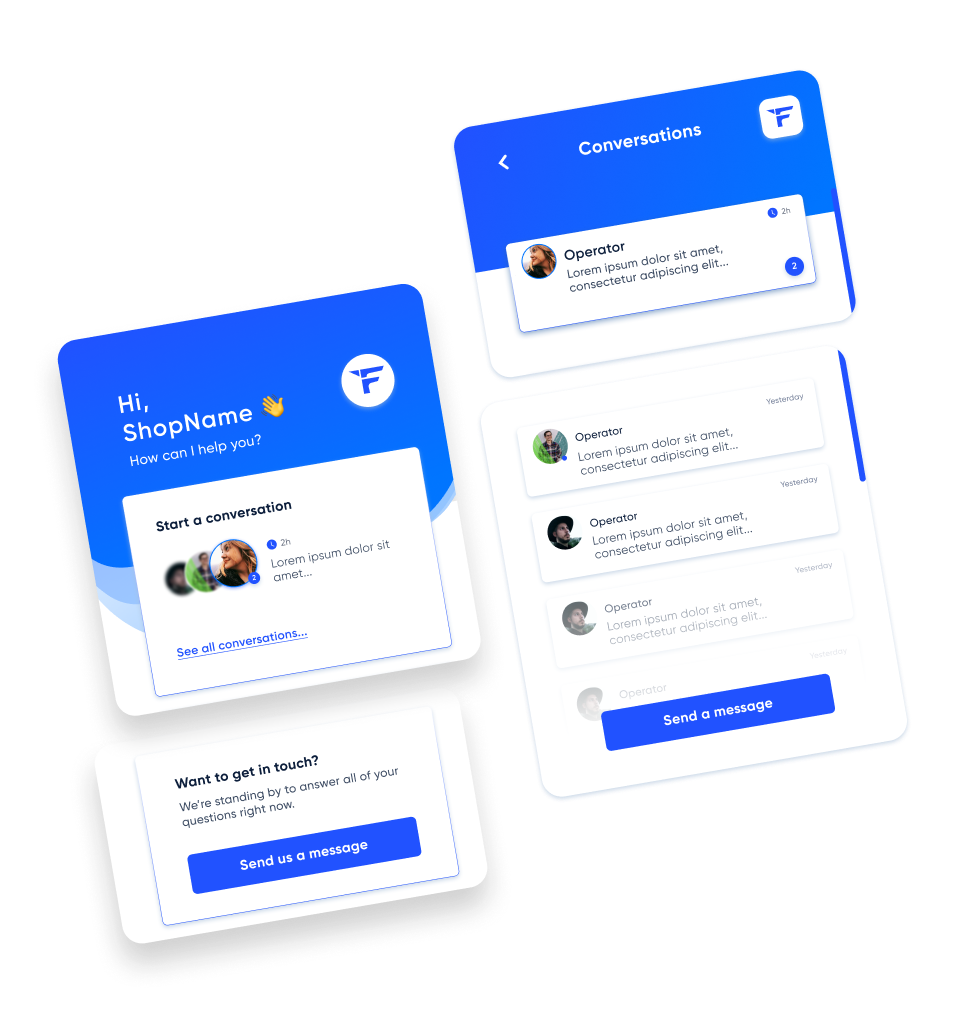 Hi,
ShopName 👋
How can I help you?
Start a conversation
2h
Lorem ipsum dolor sit
amet...
2
See all conversations...
Want to get in touch?
We're standing by to answer all of your
questions right now.
Send us a message
Conversations
F
2h
Operator
Lorem ipsum dolor sit amet,
consectetur adipiscing elit...
2
Yesterday
Operator
Lorem ipsum dolor sit amet,
consectetur adipiscing elit...
Yesterday
Operator
Lorem ipsum dolor sit amet,
consectetur adipiscing elit...
Yesterday
Operator
Lorem ipsum dolor sit amet,
consectetur adipiscing elit...
Yesterday
Operator
Send a message